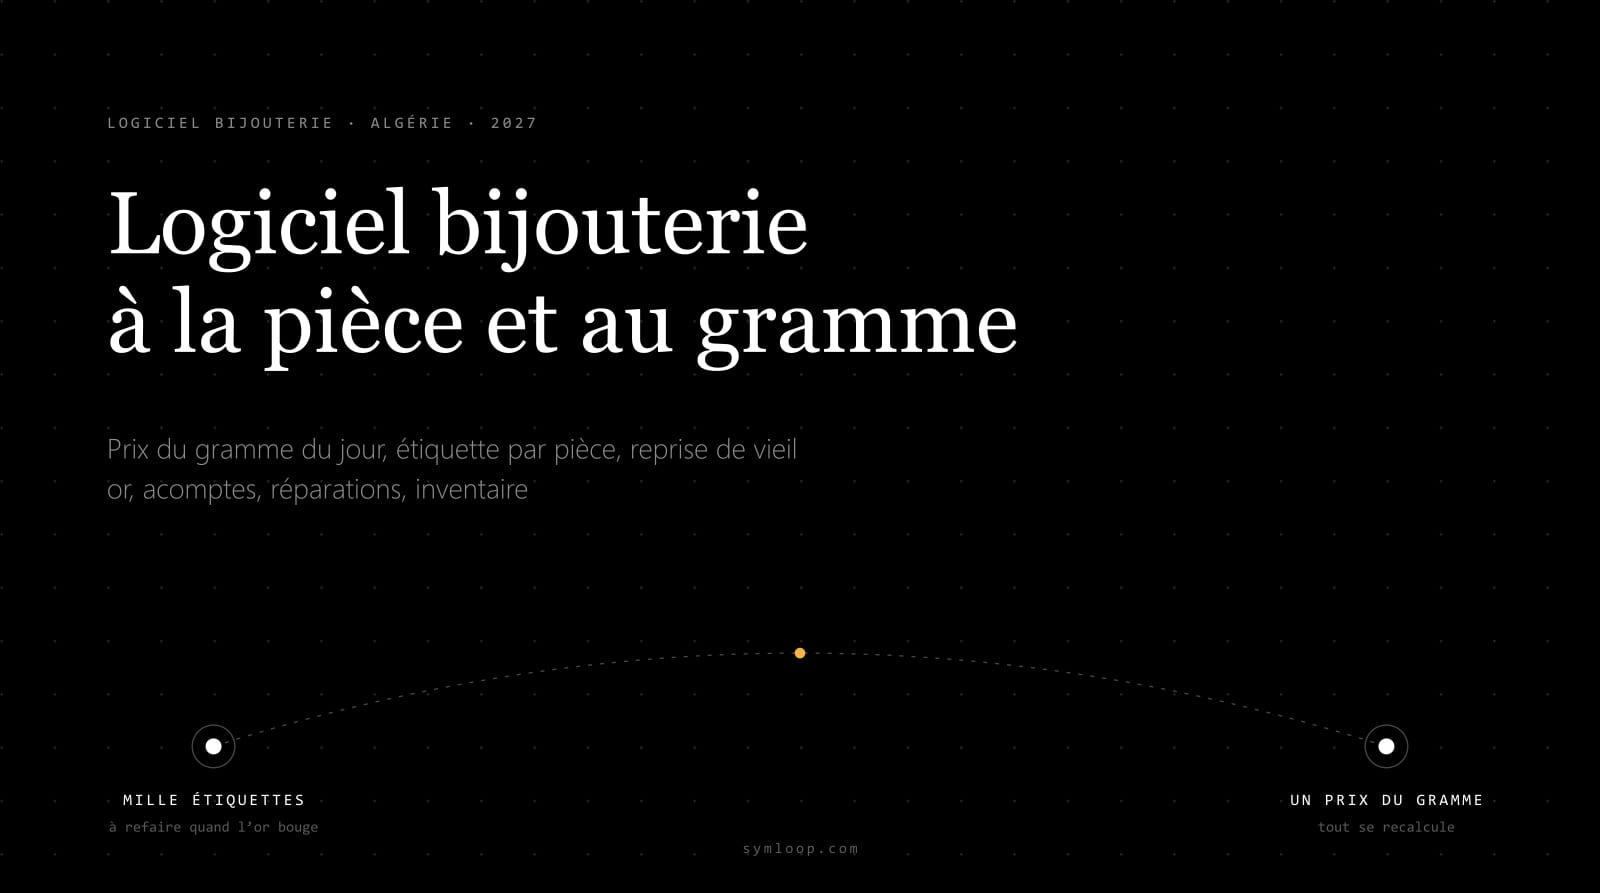 LOGICIEL BIJOUTERIE · ALGÉRIE · 2027
Logiciel bijouterie
à la pièce et au gramme
Prix du gramme du jour, étiquette par pièce, reprise de vieil
or, acomptes, réparations, inventaire
MILLE ÉTIQUETTES
à refaire quand l’or bouge
UN PRIX DU GRAMME
tout se recalcule
symloop.com